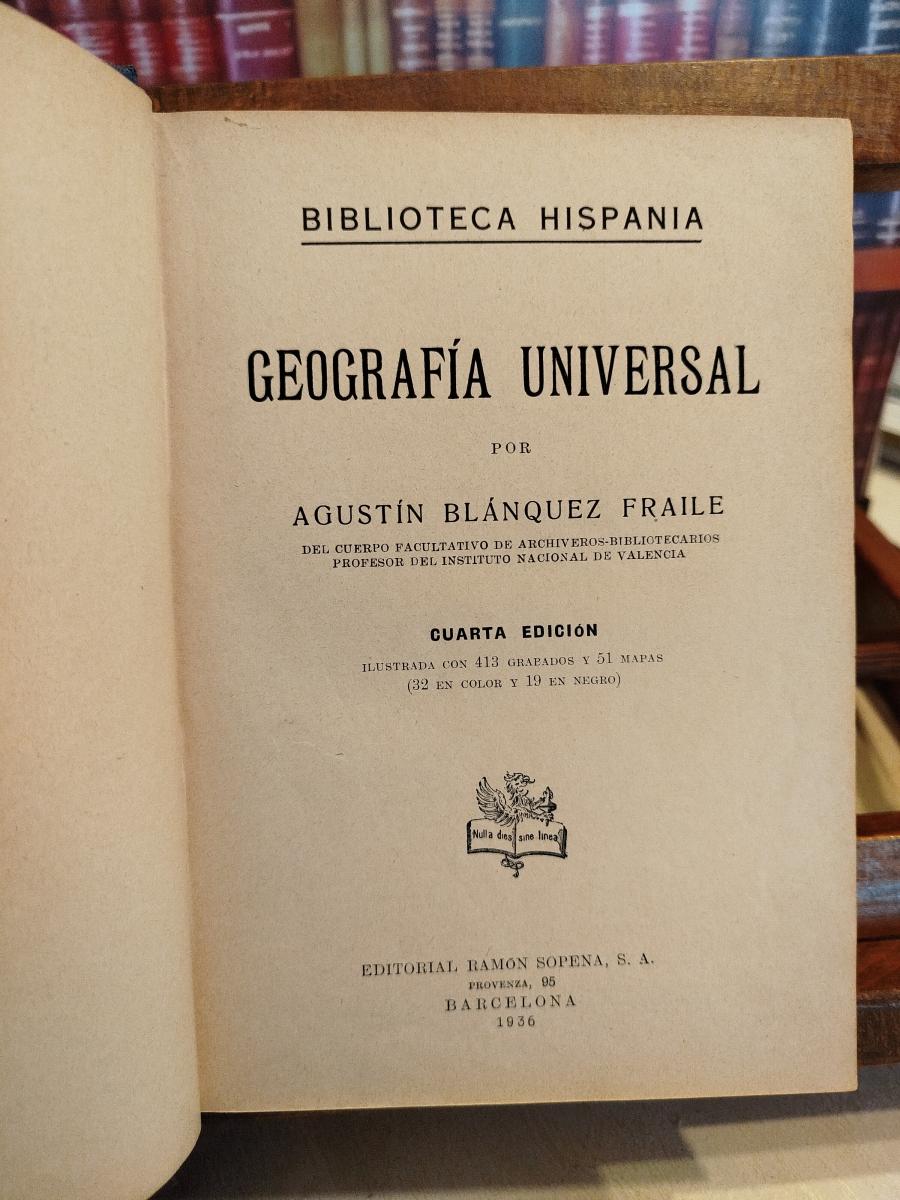 BIBLIOTECA HISPANIA
GEOGRAFÍA UNIVERSAL
POR
AGUSTÍN BLÁNQUEZ FRAILE
DEL CUERPO FACULTATIVO DE ARCHIVEROS-BIBLIOTECARIOS
PROFESOR DEL INSTITUTO NACIONAL DE VALENCIA
CUARTA EDICIÓN
ILUSTRADA CON 413 GRABADOS Y 51 MAPAS
(32 EN COLOR Y 19 EN NEGRO)
Nulla dies sine linea
EDITORIAL RAMÓN SOPENA, S. A.
PROVENZA, 95
BARCELONA
1936